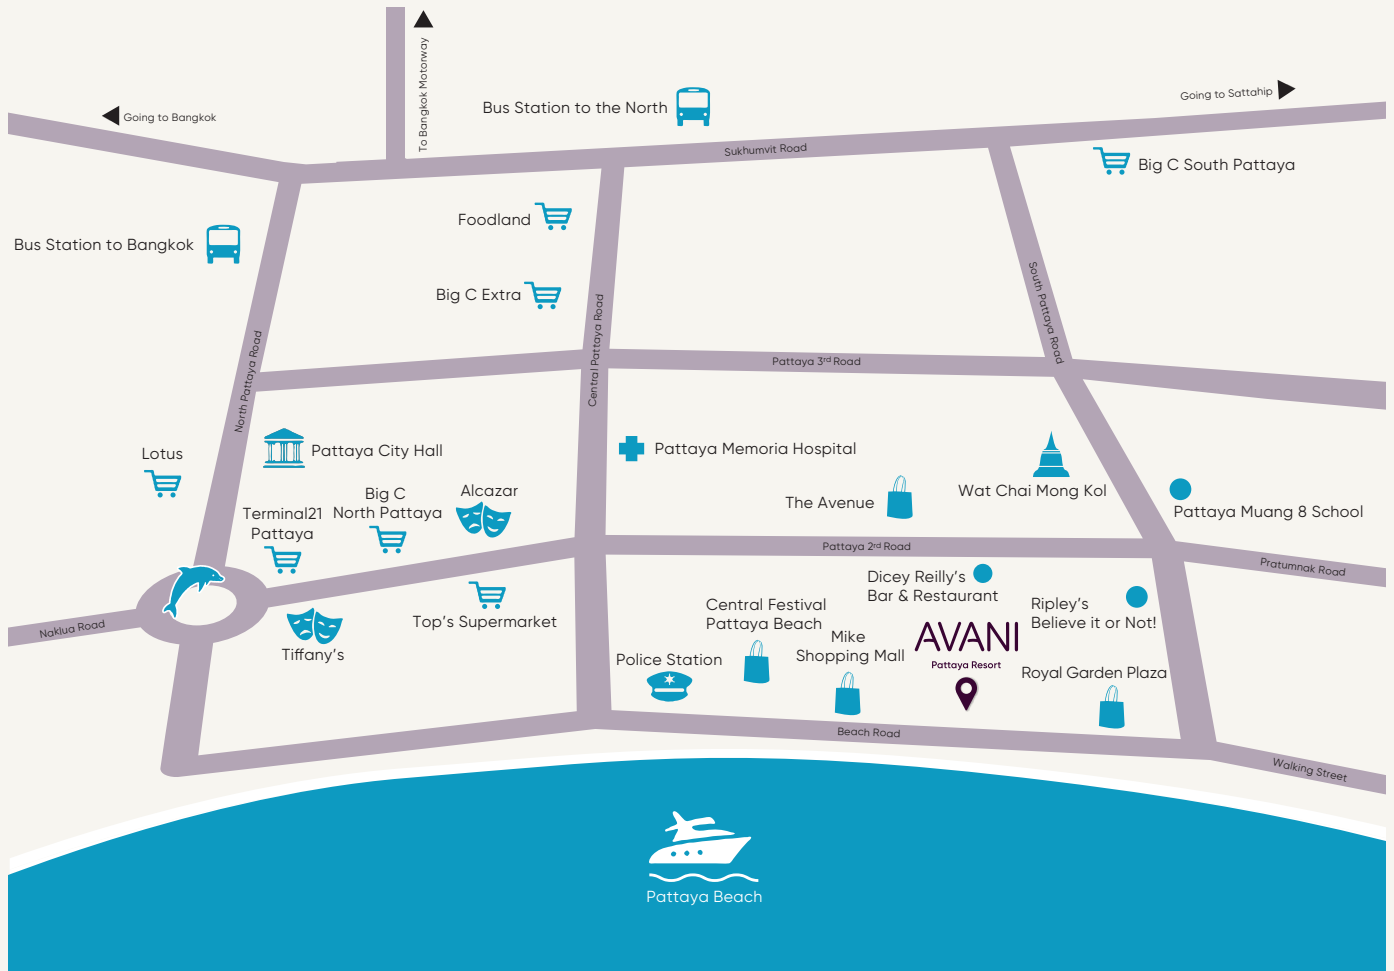 To Bangkok Motorway
Going to Bangkok
Bus Station to the North
Going to Sattahip
Sukhumvit Road
Big C South Pattaya
Foodland
Bus Station to Bangkok
Big C Extra
North Pattaya Road
Central Pattaya Road
South Pattaya Road
Pattaya 3rd Road
Lotus
Pattaya City Hall
Pattaya Memoria Hospital
Big C
North Pattaya
Alcazar
Terminal21
Pattaya
The Avenue
Wat Chai Mong Kol
Pattaya Muang 8 School
Pattaya 2rd Road
Pratumnak Road
Dicey Reilly's
Bar & Restaurant
Ripley's
Believe it or Not!
Central Festival
Pattaya Beach
Naklua Road
Top's Supermarket
Tiffany's
Mike
Shopping Mall
AVANI
Pattaya Resort
Police Station
Royal Garden Plaza
Beach Road
Walking Street
Pattaya Beach